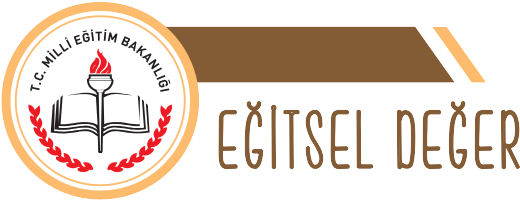 T.C. MİLLİ EĞİTİM BAKANLIĞI
EĞİTSEL DEĞER